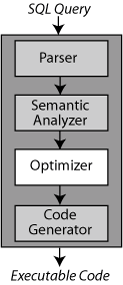 SQL Query
Parser
Semantic
Analyzer
Optimizer
Code
Generator
Executable Code